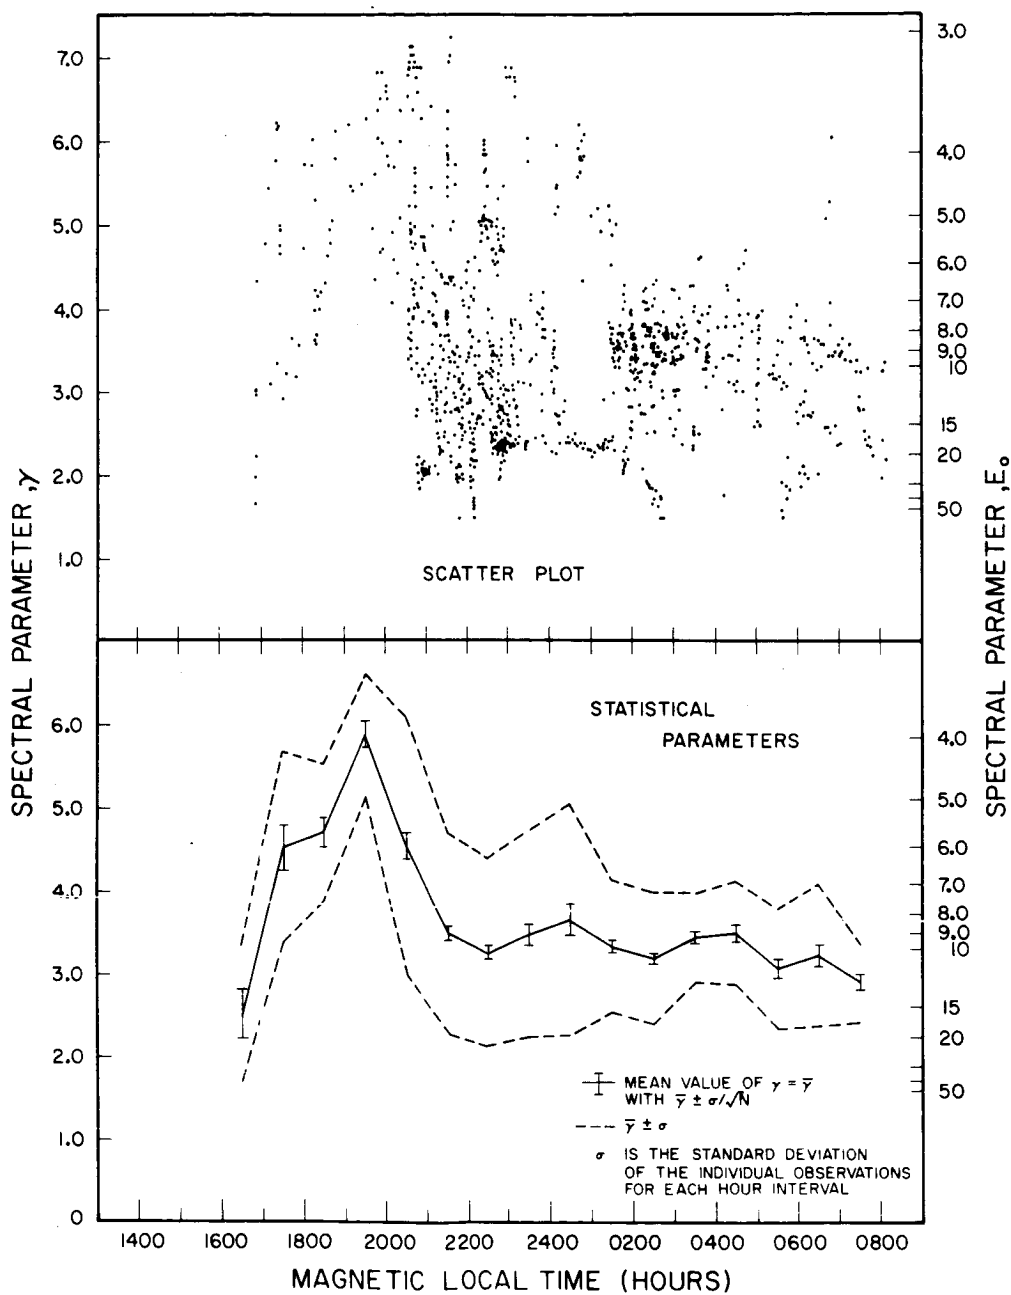 7.0
6.0
5.0
4.0
3.0
2.0
1.0
3.0
4.0
5.0
6.0
7.0
8.0
9.0
10
15
20
50
SCATTER PLOT
SPECTRAL PARAMETER, γ
SPECTRAL PARAMETER, E₀
STATISTICAL
PARAMETERS
6.0
5.0
4.0
3.0
2.0
1.0
0
4.0
5.0
6.0
7.0
8.0
9.0
10
15
20
50
MEAN VALUE OF γ = γ̅
WITH γ̅ ± σ/√N
γ̅ ± σ
σ IS THE STANDARD DEVIATION
OF THE INDIVIDUAL OBSERVATIONS
FOR EACH HOUR INTERVAL
1400 1600 1800 2000 2200 2400 0200 0400 0600 0800
MAGNETIC LOCAL TIME (HOURS)